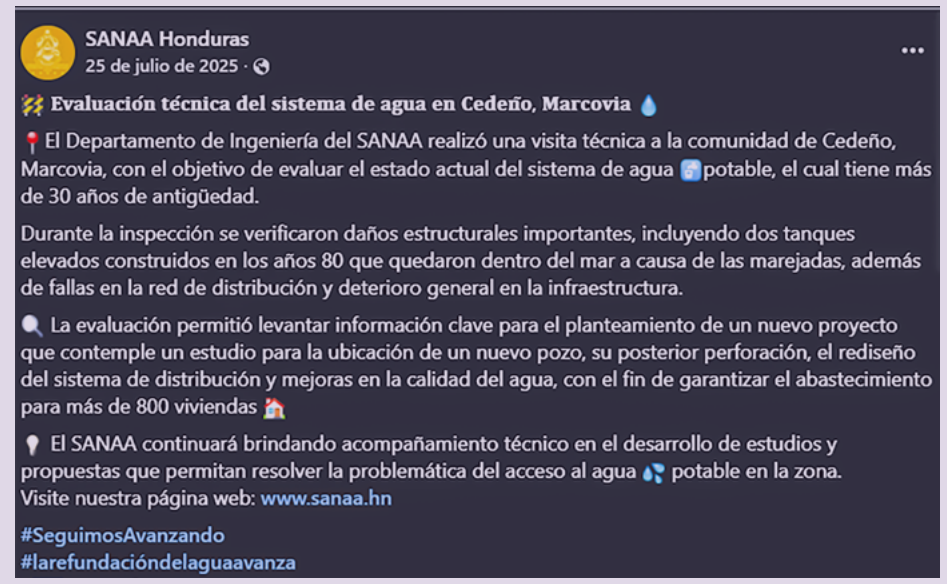 SANAA Honduras
25 de julio de 2025 ·
🚧 Evaluación técnica del sistema de agua en Cedeño, Marcovia 💧
📍El Departamento de Ingeniería del SANAA realizó una visita técnica a la comunidad de Cedeño,
Marcovia, con el objetivo de evaluar el estado actual del sistema de agua 🚰potable, el cual tiene más
de 30 años de antigüedad.
Durante la inspección se verificaron daños estructurales importantes, incluyendo dos tanques
elevados construidos en los años 80 que quedaron dentro del mar a causa de las marejadas, además
de fallas en la red de distribución y deterioro general en la infraestructura.
🔍 La evaluación permitió levantar información clave para el planteamiento de un nuevo proyecto
que contemple un estudio para la ubicación de un nuevo pozo, su posterior perforación, el rediseño
del sistema de distribución y mejoras en la calidad del agua, con el fin de garantizar el abastecimiento
para más de 800 viviendas 🏠
💡 El SANAA continuará brindando acompañamiento técnico en el desarrollo de estudios y
propuestas que permitan resolver la problemática del acceso al agua 💦 potable en la zona.
Visite nuestra página web: www.sanaa.hn
#SeguimosAvanzando
#larefundacióndelaguaavanza